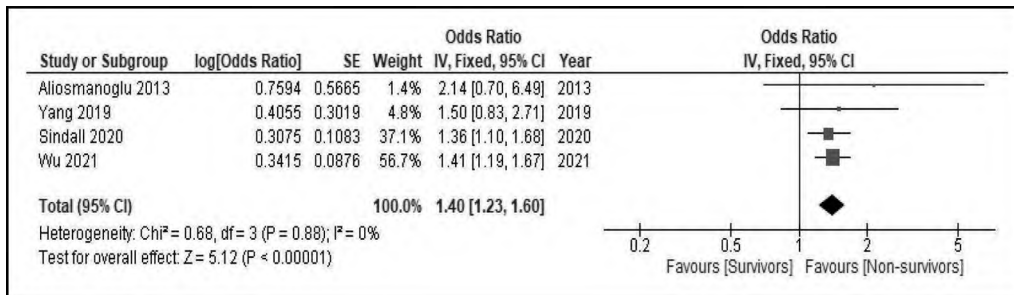 Odds Ratio Odds Ratio
Study or Subgroup log[Odds Ratio] SE Weight IV, Fixed, 95% CI Year IV, Fixed, 95% CI
Aliosmanoglu 2013 0.7594 0.5665 1.4% 2.14 [0.70, 6.49] 2013
Yang 2019 0.4055 0.3019 4.8% 1.50 [0.83, 2.71] 2019
Sindall 2020 0.3075 0.1083 37.1% 1.36 [1.10, 1.68] 2020
Wu 2021 0.3415 0.0876 56.7% 1.41 [1.19, 1.67] 2021
Total (95% CI) 100.0% 1.40 [1.23, 1.60]
Heterogeneity: Chi² = 0.68, df = 3 (P = 0.88); I² = 0%
Test for overall effect: Z = 5.12 (P < 0.00001)
0.2 0.5 1 2 5
Favours [Survivors] Favours [Non-survivors]